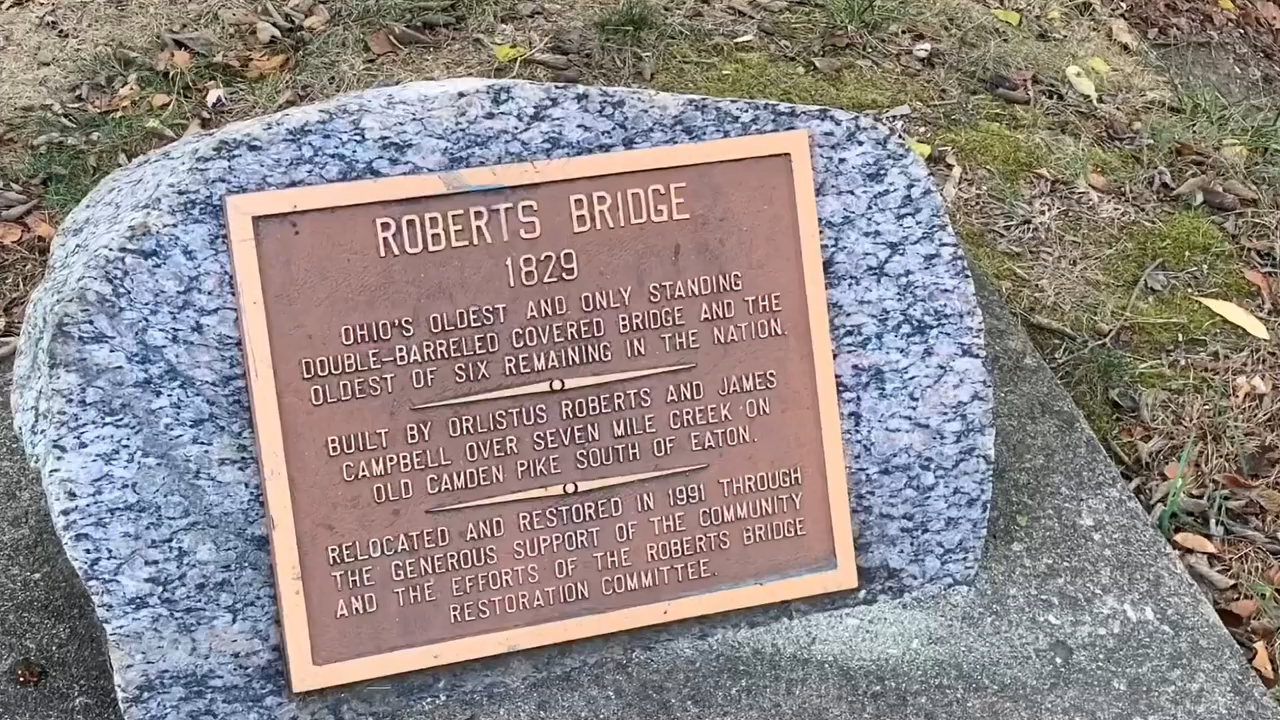 ROBERTS BRIDGE
1829
OHIO'S OLDEST AND ONLY STANDING
DOUBLE-BARRELED COVERED BRIDGE AND THE
OLDEST OF SIX REMAINING IN THE NATION.
BUILT BY ORLISTUS ROBERTS AND JAMES
CAMPBELL OVER SEVEN MILE CREEK ON
OLD CAMDEN PIKE SOUTH OF EATON.
RELOCATED AND RESTORED IN 1991 THROUGH
THE GENEROUS SUPPORT OF THE COMMUNITY
AND THE EFFORTS OF THE ROBERTS BRIDGE
RESTORATION COMMITTEE.